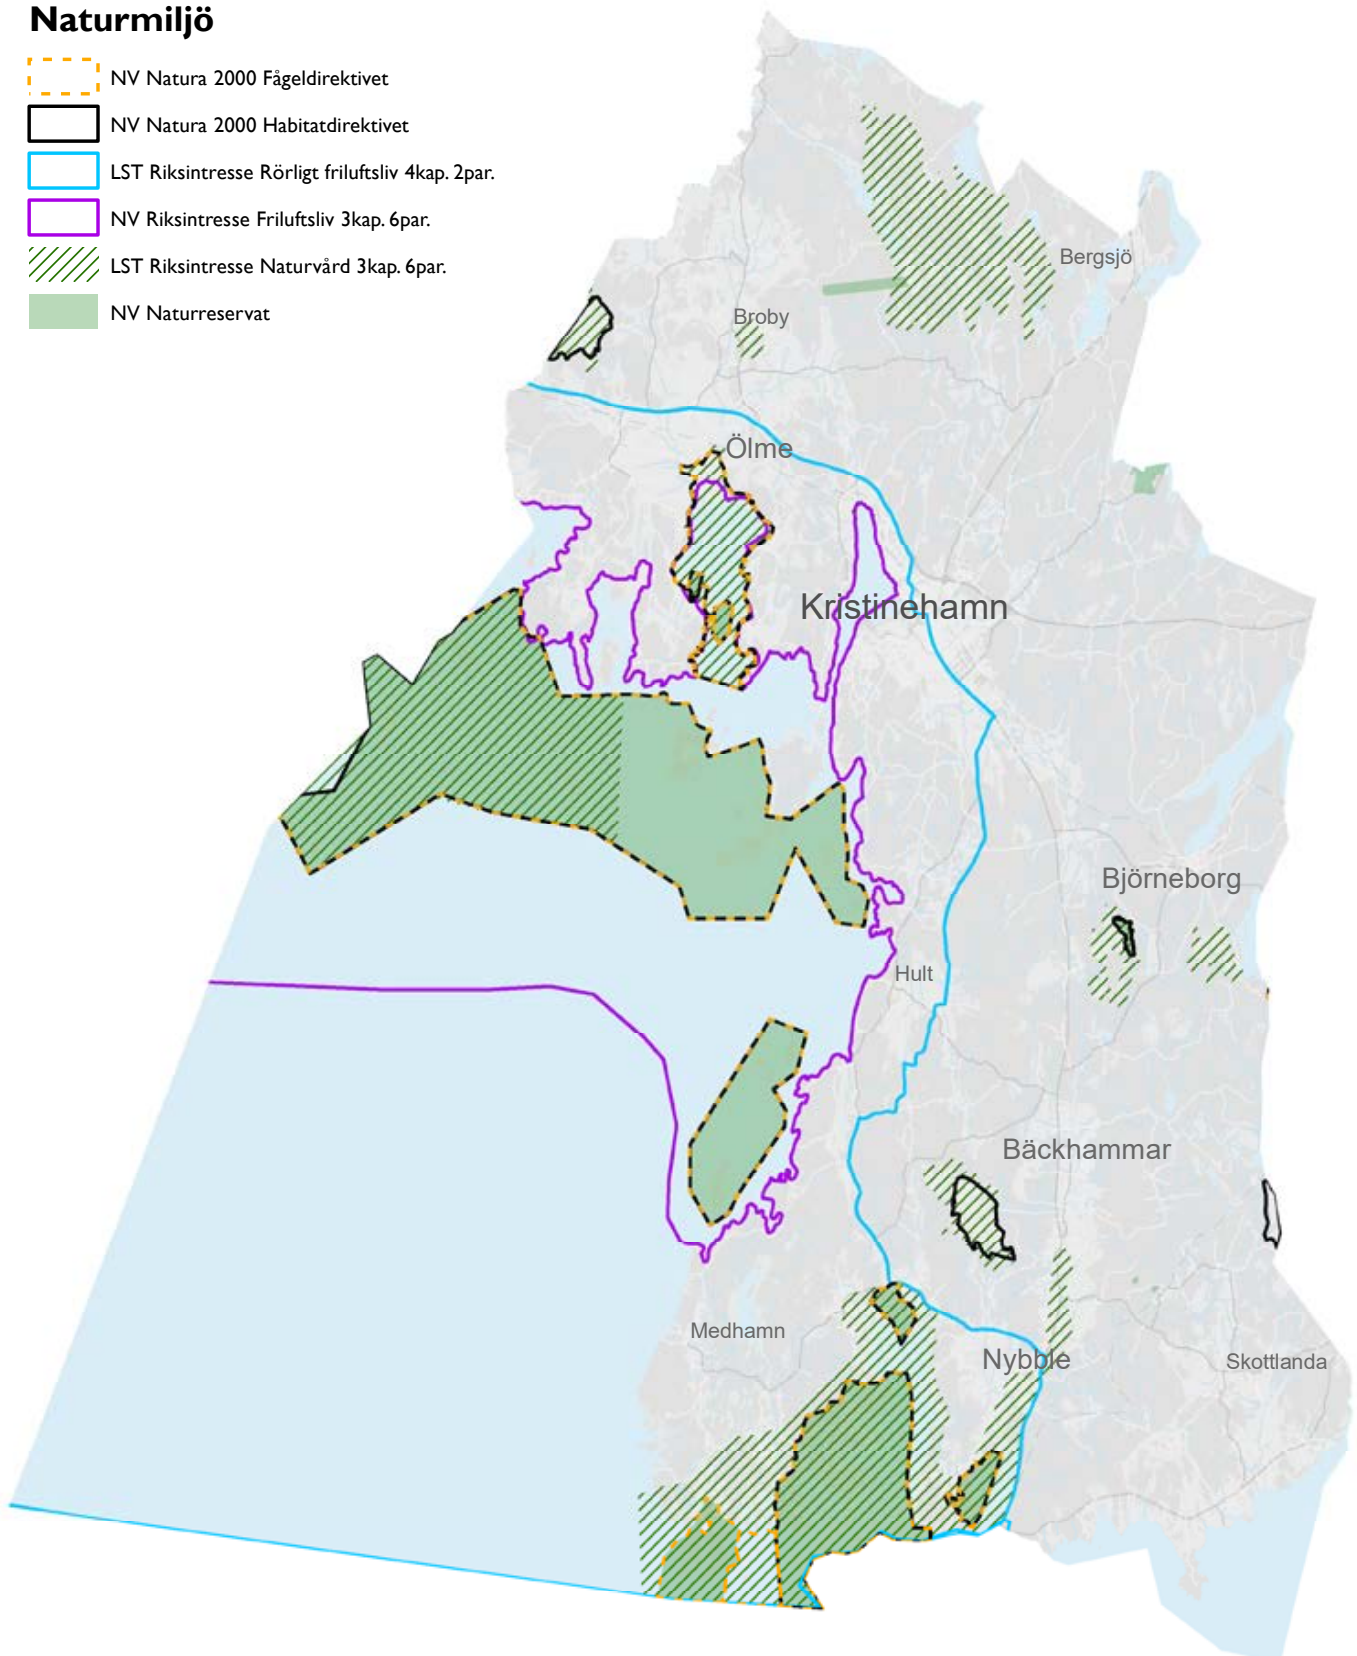 Naturmiljö
NV Natura 2000 Fågeldirektivet
NV Natura 2000 Habitatdirektivet
LST Riksintresse Rörligt friluftsliv 4kap. 2par.
NV Riksintresse Friluftsliv 3kap. 6par.
LST Riksintresse Naturvård 3kap. 6par.
NV Naturreservat
Bergsjö
Broby
Ölme
Kristinehamn
Björneborg
Hult
Bäckhammar
Medhamn
Nybble
Skottlanda